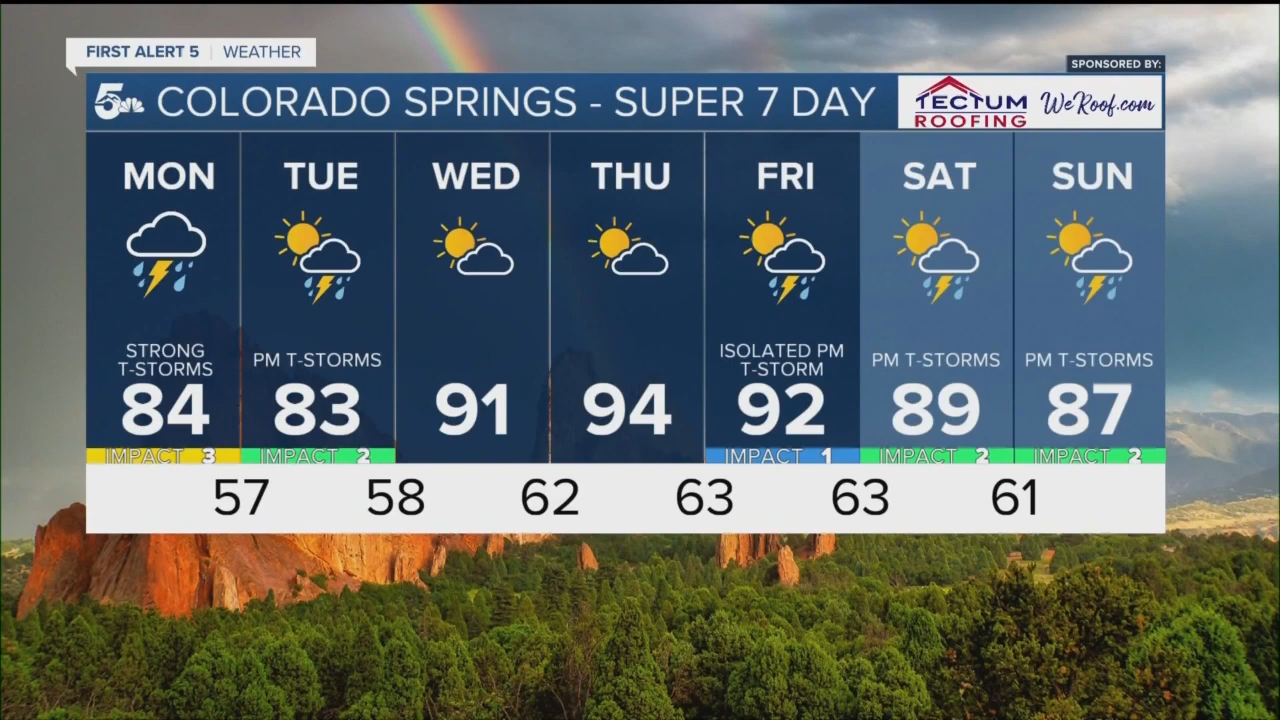 FIRST ALERT 5 | WEATHER
SPONSORED BY:
5 COLORADO SPRINGS - SUPER 7 DAY
TECTUM
ROOFING
WeRoof.com
MON TUE WED THU FRI SAT SUN
STRONG
T-STORMS
PM T-STORMS
ISOLATED PM
T-STORM
PM T-STORMS
PM T-STORMS
84 83 91 94 92 89 87
IMPACT 3
IMPACT 2
IMPACT 1
IMPACT 2
IMPACT 2
57 58 62 63 63 61